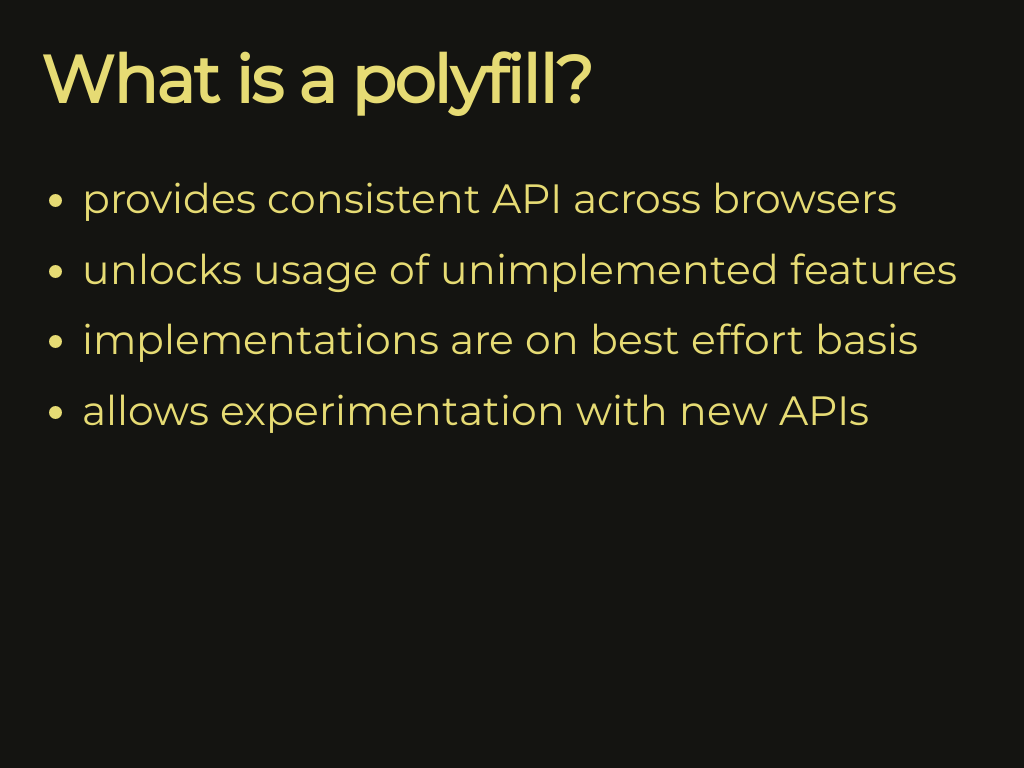 What is a polyfill?
• provides consistent API across browsers
• unlocks usage of unimplemented features
• implementations are on best effort basis
• allows experimentation with new APIs